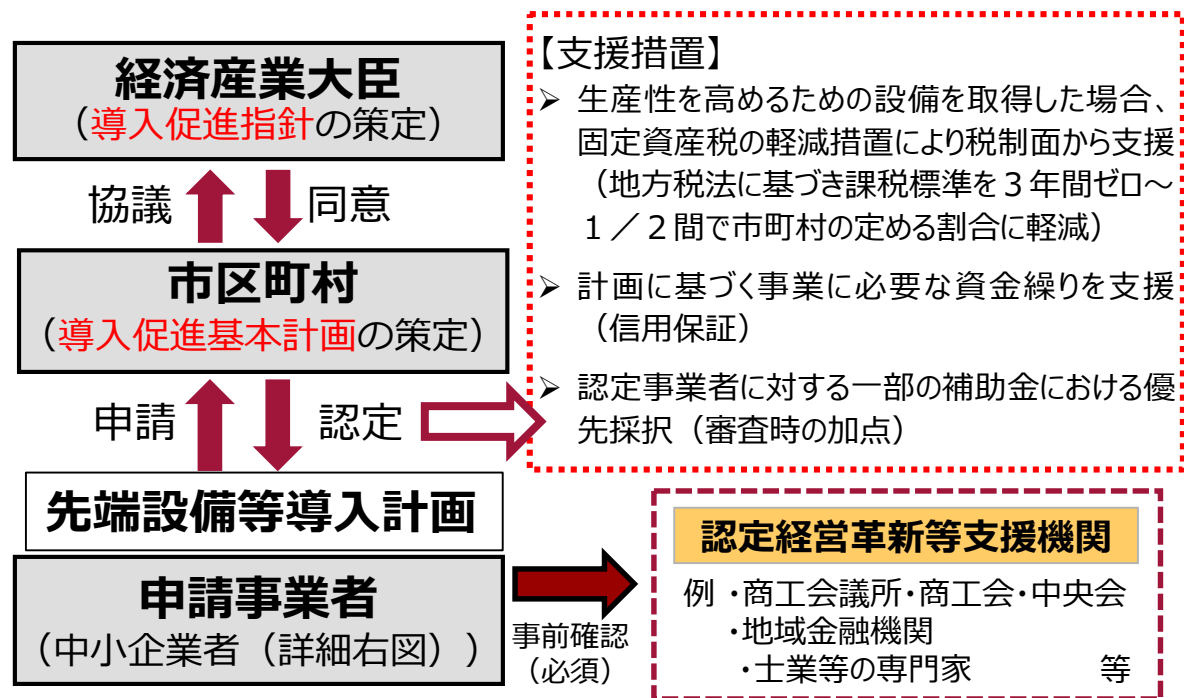 経済産業大臣
（導入促進指針の策定）
協議
同意
市区町村
（導入促進基本計画の策定）
申請
認定
先端設備等導入計画
申請事業者
（中小企業者（詳細右図））
事前確認
（必須）
【支援措置】
➢ 生産性を高めるための設備を取得した場合、
固定資産税の軽減措置により税制面から支援
（地方税法に基づき課税標準を３年間ゼロ～
１／２間で市町村の定める割合に軽減）
➢ 計画に基づく事業に必要な資金繰りを支援
（信用保証）
➢ 認定事業者に対する一部の補助金における優
先採択（審査時の加点）
認定経営革新等支援機関
例 ・商工会議所・商工会・中央会
・地域金融機関
・士業等の専門家 等